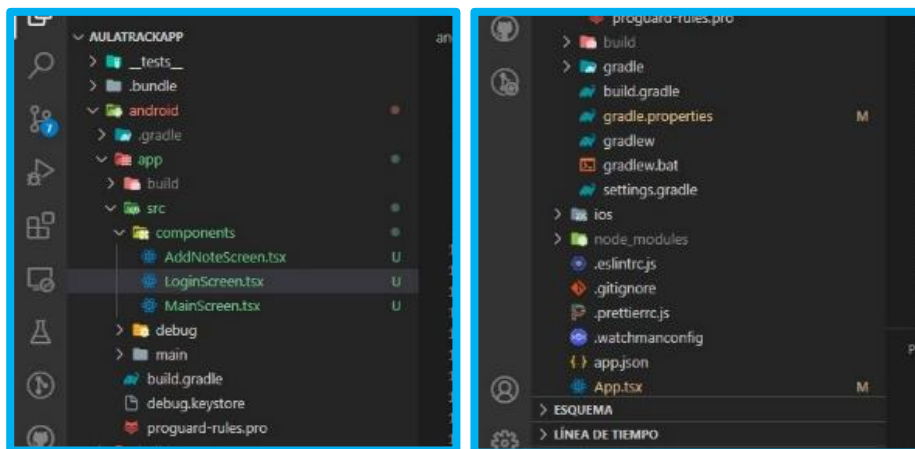 AULATRACKAPP
__tests__
.bundle
android
.gradle
app
build
src
components
AddNoteScreen.tsx U
LoginScreen.tsx U
MainScreen.tsx U
debug
main
build.gradle
debug.keystore
proguard-rules.pro
7
an
proguard-rules.pro
build
gradle
build.gradle
gradle.properties M
gradlew
gradlew.bat
settings.gradle
ios
node_modules
.eslintrc.js
.gitignore
.prettierrc.js
.watchmanconfig
{} app.json
App.tsx M
ESQUEMA
LÍNEA DE TIEMPO
P